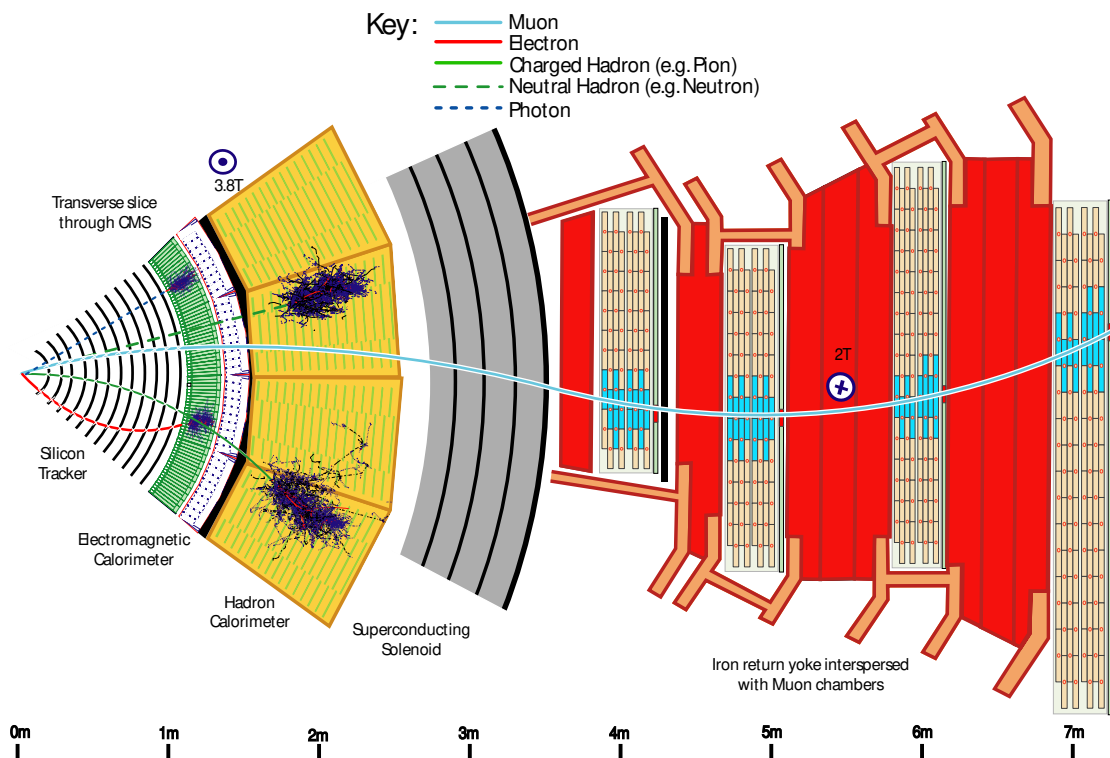 Key:
Muon
Electron
Charged Hadron (e.g. Pion)
Neutral Hadron (e.g. Neutron)
Photon
3.8T
Transverse slice
through CMS
2T
Silicon
Tracker
Electromagnetic
Calorimeter
Hadron
Calorimeter
Superconducting
Solenoid
Iron return yoke interspersed
with Muon chambers
0m 1m 2m 3m 4m 5m 6m 7m